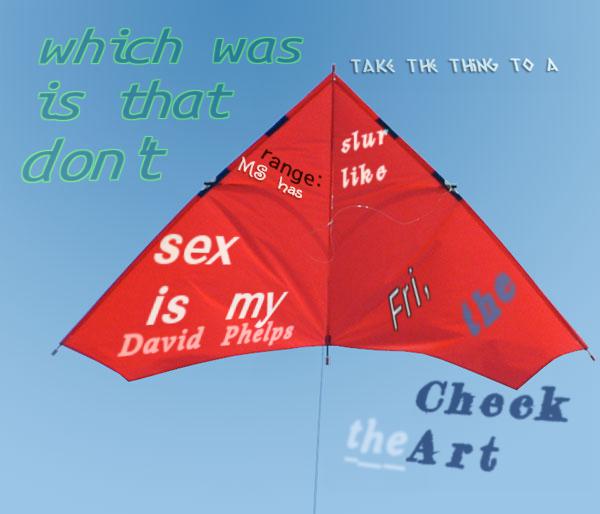 which was
is that
don't
TAKE THE THING TO A
slur
like
range:
MS has
sex
is my
David Phelps
Fri,
the
Check
the Art